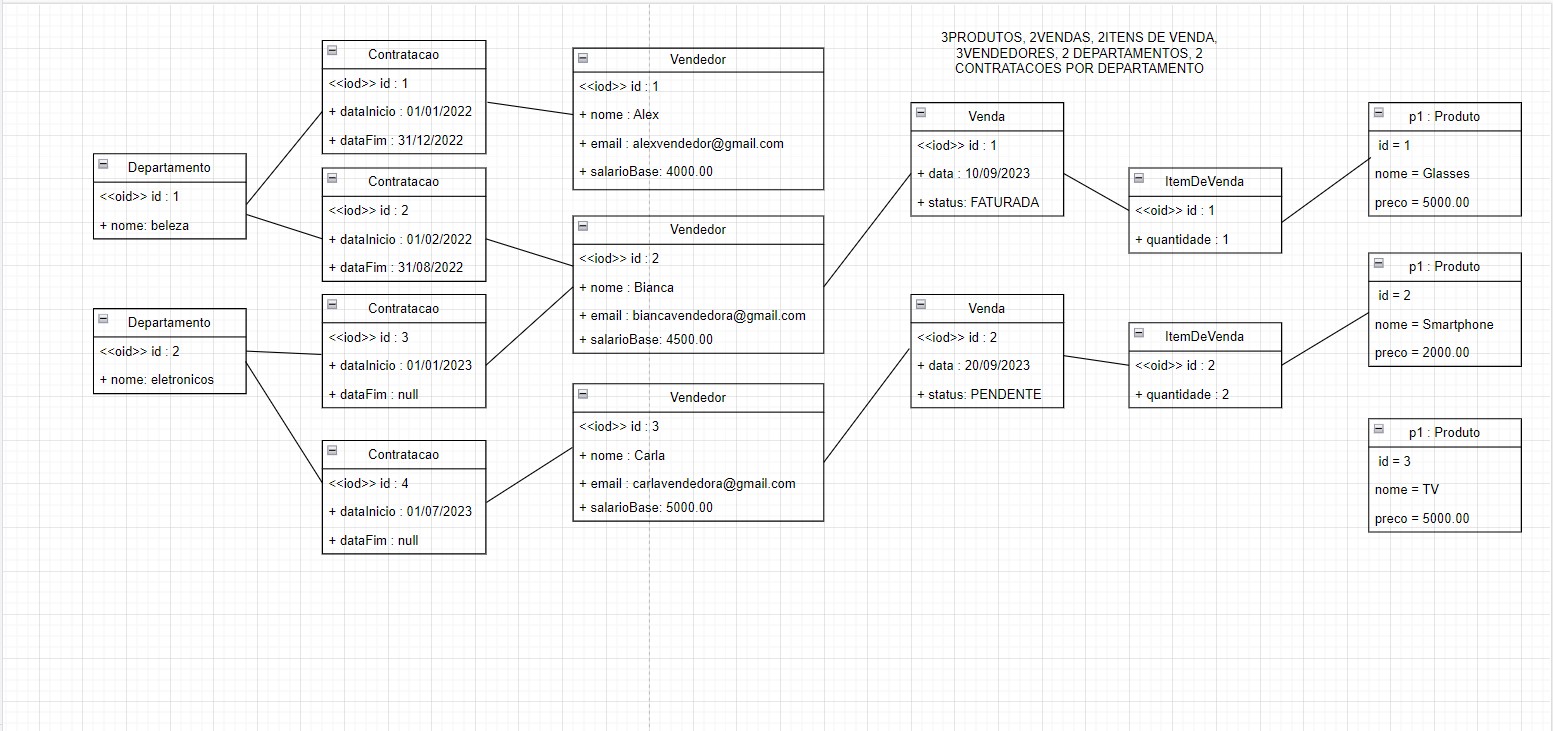 3PRODUTOS, 2VENDAS, 2ITENS DE VENDA,
3VENDEDORES, 2 DEPARTAMENTOS, 2
CONTRATACOES POR DEPARTAMENTO
Departamento
<<oid>> id : 1
+ nome: beleza
Departamento
<<oid>> id : 2
+ nome: eletronicos
Contratacao
<<iod>> id : 1
+ dataInicio : 01/01/2022
+ dataFim : 31/12/2022
Contratacao
<<iod>> id : 2
+ dataInicio : 01/02/2022
+ dataFim : 31/08/2022
Contratacao
<<iod>> id : 3
+ dataInicio : 01/01/2023
+ dataFim : null
Contratacao
<<iod>> id : 4
+ dataInicio : 01/07/2023
+ dataFim : null
Vendedor
<<iod>> id : 1
+ nome : Alex
+ email : alexvendedor@gmail.com
+ salarioBase: 4000.00
Vendedor
<<iod>> id : 2
+ nome : Bianca
+ email : biancavendedora@gmail.com
+ salarioBase: 4500.00
Vendedor
<<iod>> id : 3
+ nome : Carla
+ email : carlavendedora@gmail.com
+ salarioBase: 5000.00
Venda
<<oid>> id : 1
+ data : 10/09/2023
+ status: FATURADA
Venda
<<iod>> id : 2
+ data : 20/09/2023
+ status: PENDENTE
ItemDeVenda
<<oid>> id : 1
+ quantidade : 1
ItemDeVenda
<<oid>> id : 2
+ quantidade : 2
p1 : Produto
id = 1
nome = Glasses
preco = 5000.00
p1 : Produto
id = 2
nome = Smartphone
preco = 2000.00
p1 : Produto
id = 3
nome = TV
preco = 5000.00